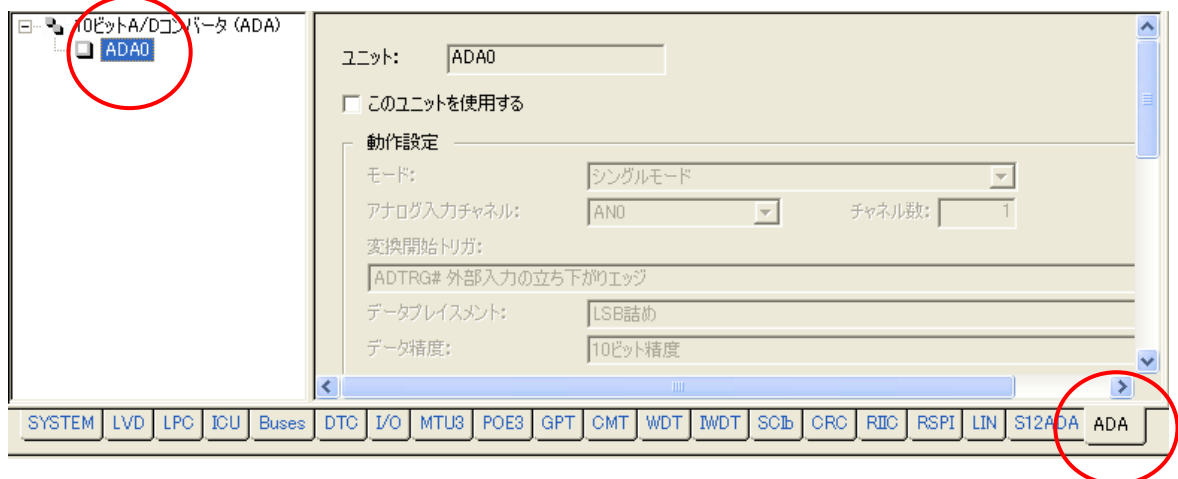 10ビットA/Dコンバータ (ADA)
ADA0
ユニット: ADA0
このユニットを使用する
動作設定
モード: シングルモード
アナログ入力チャネル: AN0 チャネル数: 1
変換開始トリガ:
ADTRG# 外部入力の立ち下がりエッジ
データプレイスメント: LSB詰め
データ精度: 10ビット精度
SYSTEM LVD LPC ICU Buses DTC I/O MTU3 POE3 GPT CMT WDT IWDT SCIb CRC RIIC RSPI LIN S12ADA ADA